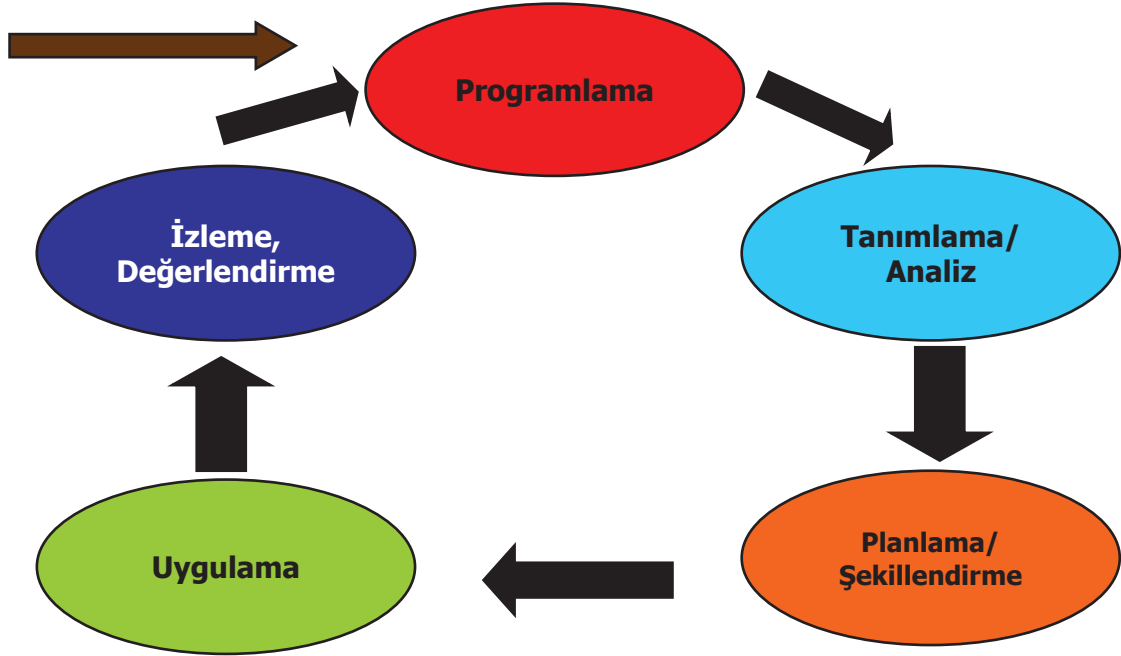 Programlama
Tanımlama/
Analiz
Planlama/
Şekillendirme
Uygulama
İzleme,
Değerlendirme